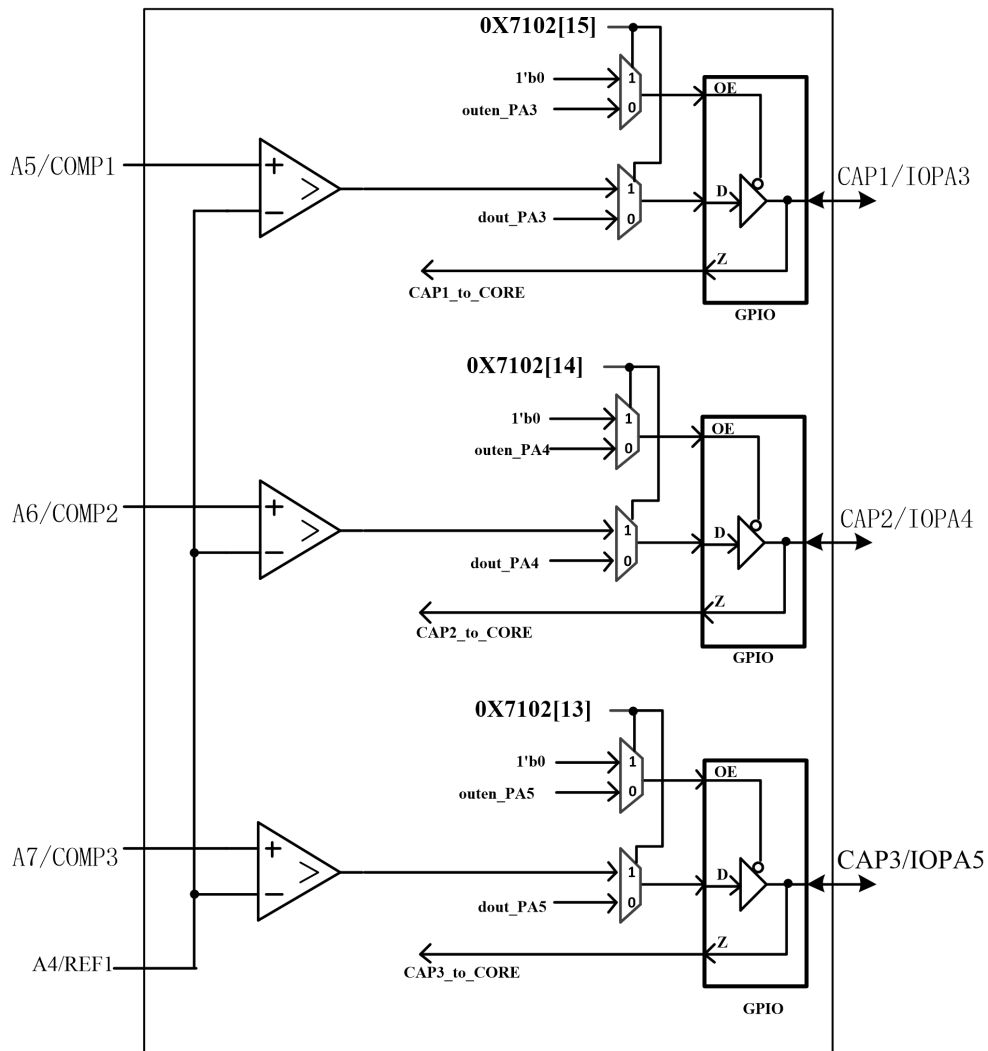 0X7102[15]
1'b0
1
0
outen_PA3
OE
A5/COMP1
+
−
>
1
0
dout_PA3
D
CAP1/IOPA3
Z
CAP1_to_CORE
GPIO
0X7102[14]
1'b0
1
0
outen_PA4
OE
A6/COMP2
+
−
>
1
0
dout_PA4
D
CAP2/IOPA4
Z
CAP2_to_CORE
GPIO
0X7102[13]
1'b0
1
0
outen_PA5
OE
A7/COMP3
+
−
>
1
0
dout_PA5
D
CAP3/IOPA5
Z
A4/REF1
CAP3_to_CORE
GPIO